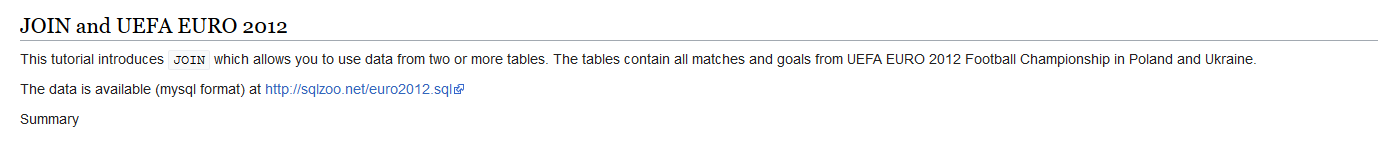 JOIN and UEFA EURO 2012
This tutorial introduces JOIN which allows you to use data from two or more tables. The tables contain all matches and goals from UEFA EURO 2012 Football Championship in Poland and Ukraine.
The data is available (mysql format) at http://sqlzoo.net/euro2012.sql
Summary